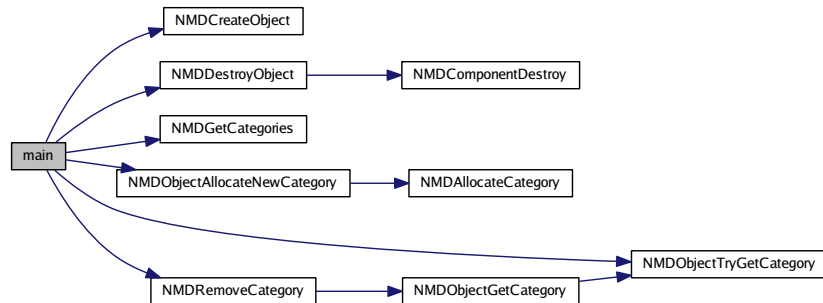 NMDCreateObject
NMDDestroyObject
NMDComponentDestroy
NMDGetCategories
main
NMDObjectAllocateNewCategory
NMDAllocateCategory
NMDObjectTryGetCategory
NMDRemoveCategory
NMDObjectGetCategory